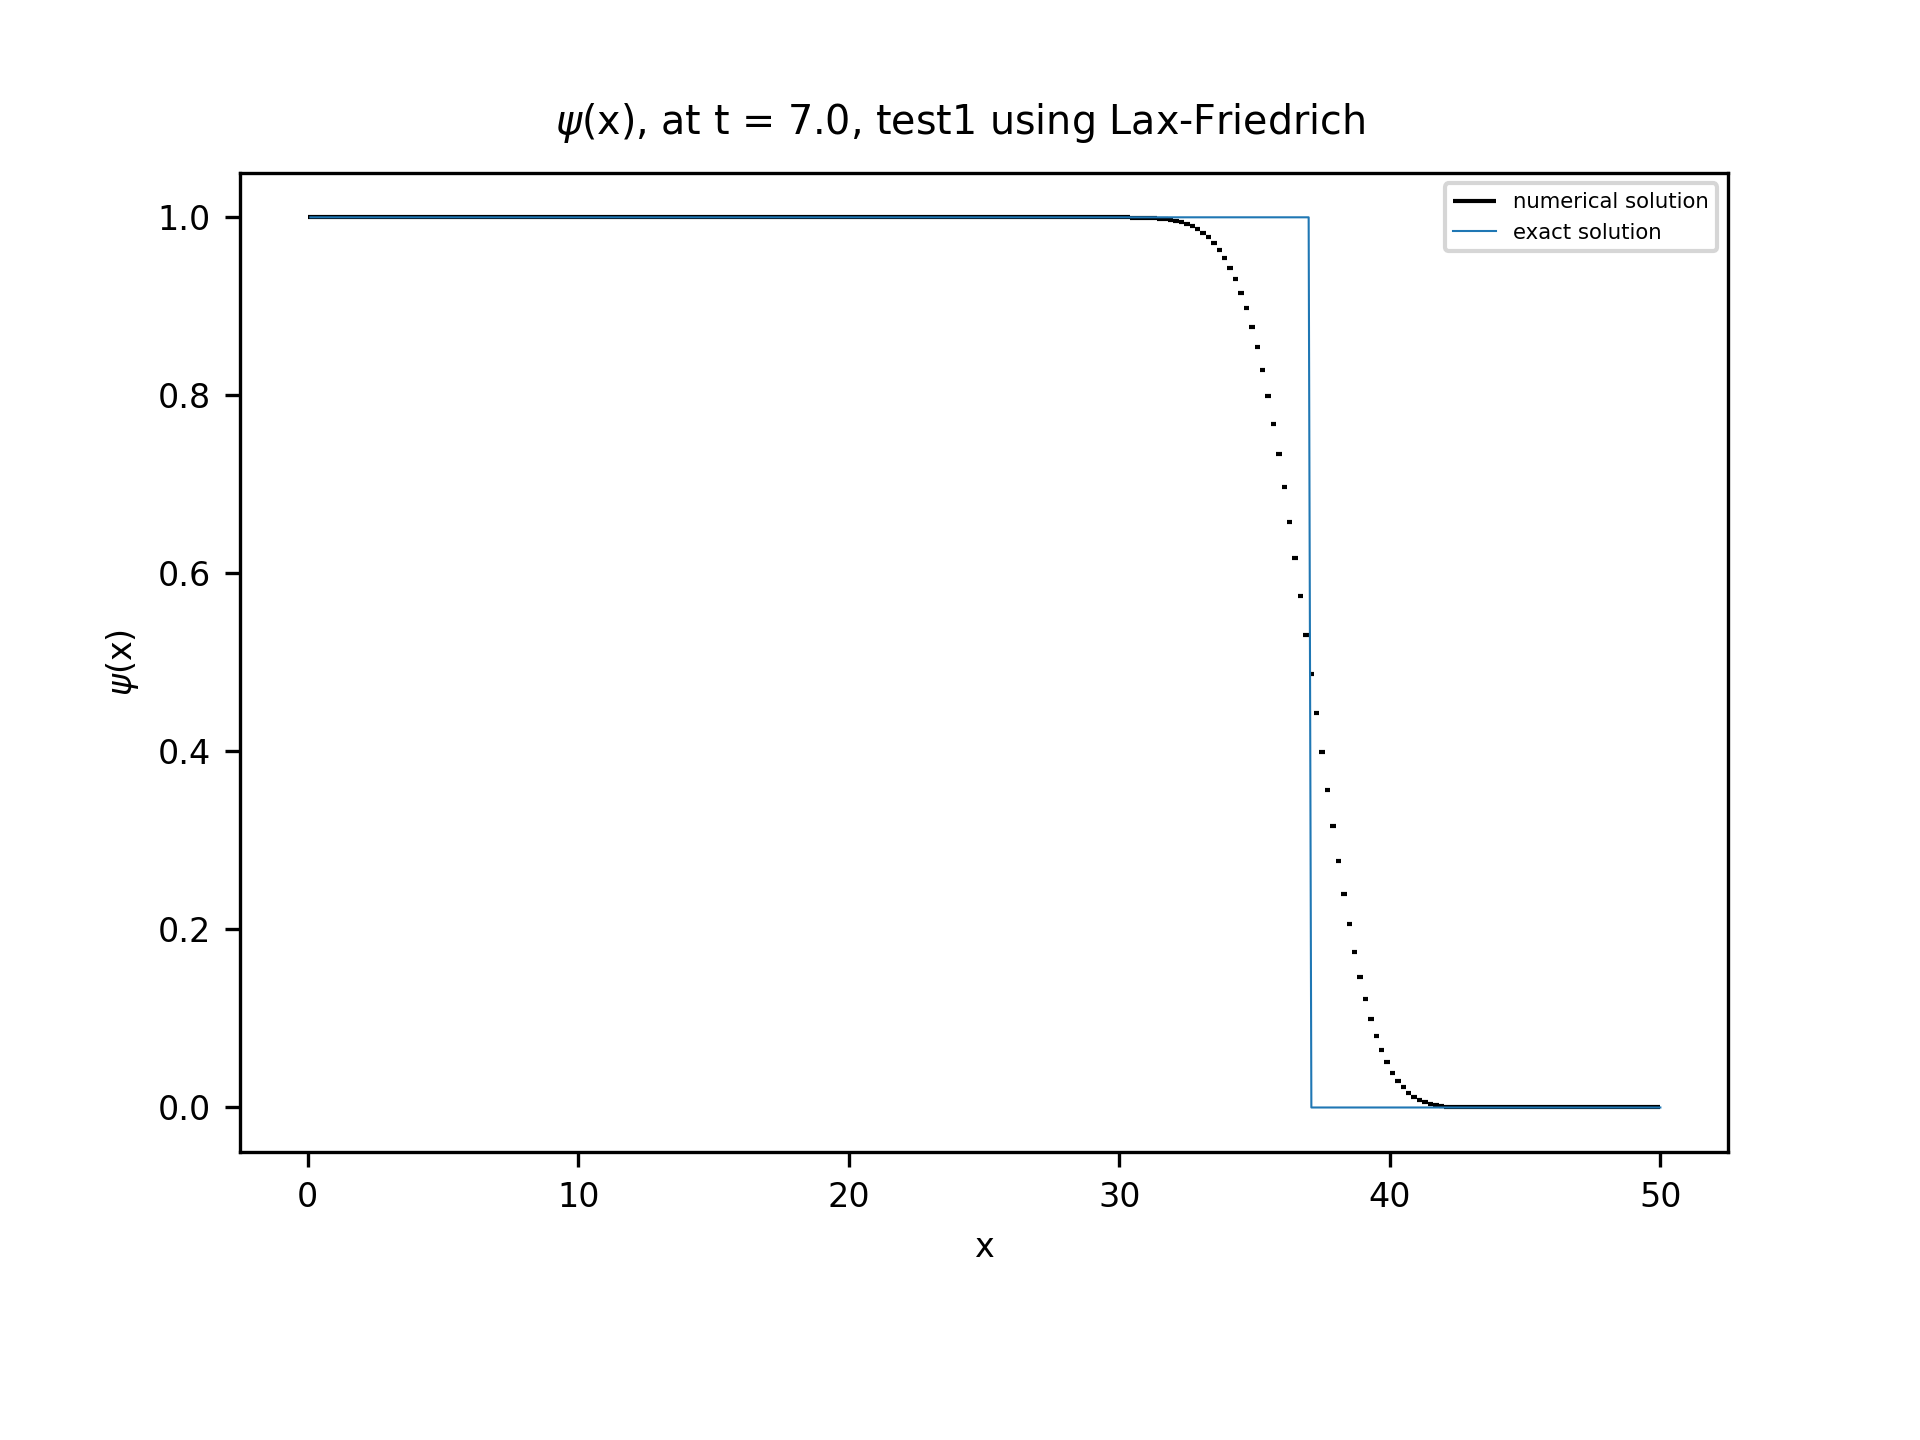 ψ(x), at t = 7.0, test1 using Lax-Friedrich
numerical solution
exact solution
1.0
0.8
0.6
0.4
0.2
0.0
ψ(x)
0 10 20 30 40 50
x